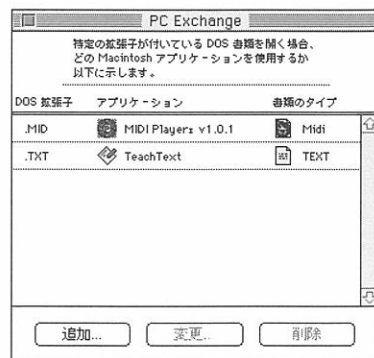 PC Exchange
特定の拡張子が付いている DOS 書類を開く場合、
どの Macintosh アプリケーションを使用するか
以下に示します。
DOS 拡張子 アプリケーション 書類のタイプ
.MID MIDI Player: v1.0.1 Midi
.TXT TeachText TEXT
追加... 変更... 削除